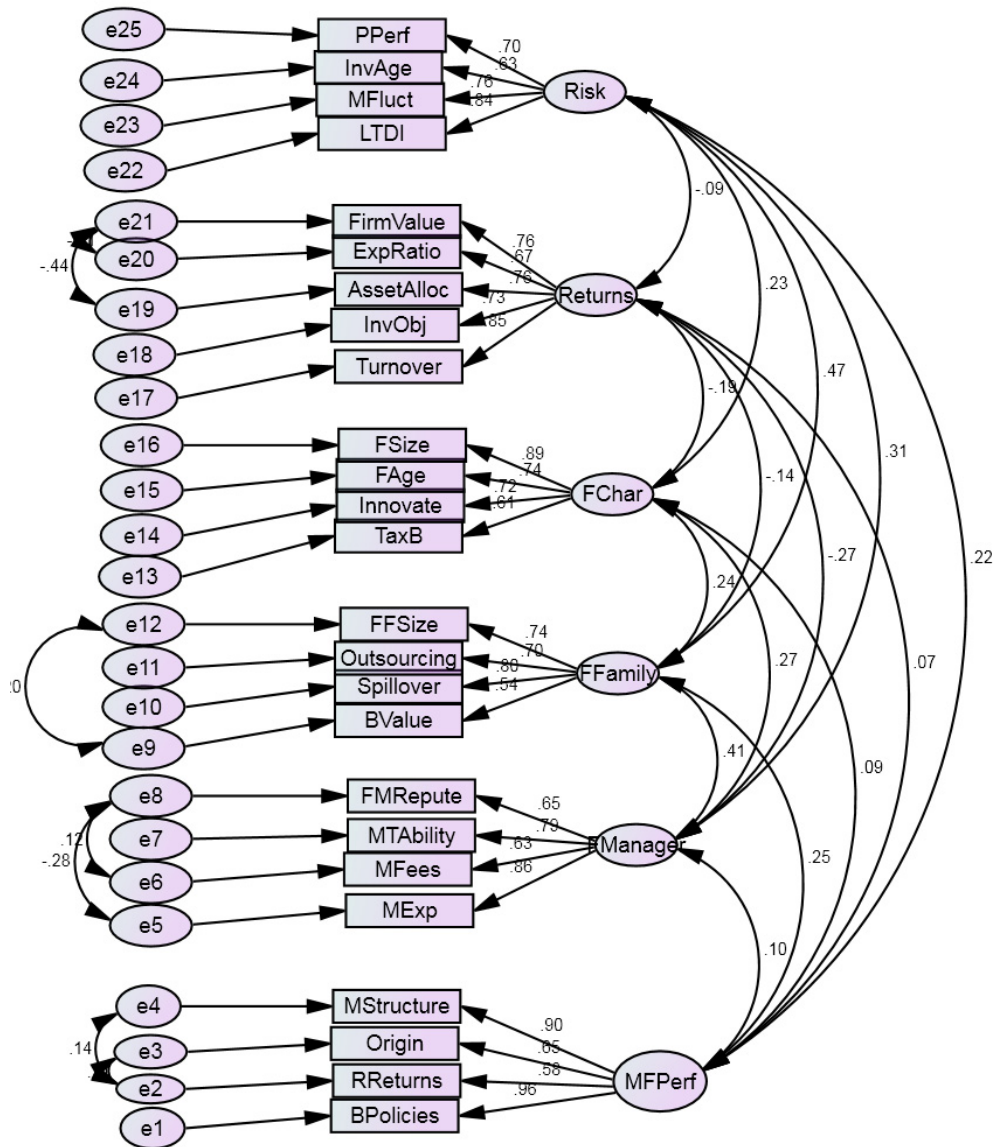 e25 PPerf .70
e24 InvAge .63
e23 MFluct .76 Risk
e22 LTDI .84
-.09
e21 FirmValue .76
e20 ExpRatio .67
-.44
e19 AssetAlloc .76 Returns .23
e18 InvObj .73
e17 Turnover .85
-.19 .47
e16 FSize .89
e15 FAge .74 FChar -.14 .31
e14 Innovate .72
e13 TaxB .61
.24 -.27 .22
e12 FFSize .74
e11 Outsourcing .70 FFamily .27 .07
e10 Spillover .80
e9 BValue .54
.41 .09
e8 FMRepute .65
e7 MTAbility .79 FManager
.12
-.28
e6 MFees .63 .25
e5 MExp .86
.10
e4 MStructure .90
.14
e3 Origin .65
e2 RReturns .58 MFPerf
e1 BPolicies .96